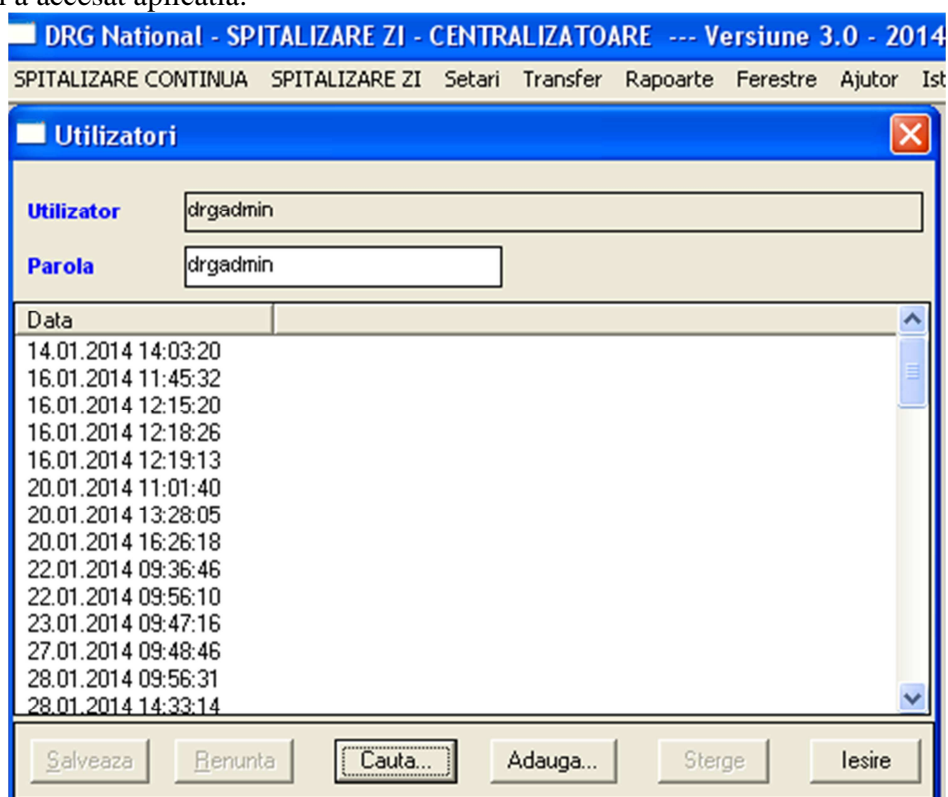 a accesat aplicatia.
DRG National - SPITALIZARE ZI - CENTRALIZATOARE --- Versiune 3.0 - 2014
SPITALIZARE CONTINUA SPITALIZARE ZI Setari Transfer Rapoarte Ferestre Ajutor Ist
Utilizatori
Utilizator drgadmin
Parola drgadmin
Data
14.01.2014 14:03:20
16.01.2014 11:45:32
16.01.2014 12:15:20
16.01.2014 12:18:26
16.01.2014 12:19:13
20.01.2014 11:01:40
20.01.2014 13:28:05
20.01.2014 16:26:18
22.01.2014 09:36:46
22.01.2014 09:56:10
23.01.2014 09:47:16
27.01.2014 09:48:46
28.01.2014 09:56:31
28.01.2014 14:33:14
Salveaza Renunta Cauta... Adauga... Sterge Iesire